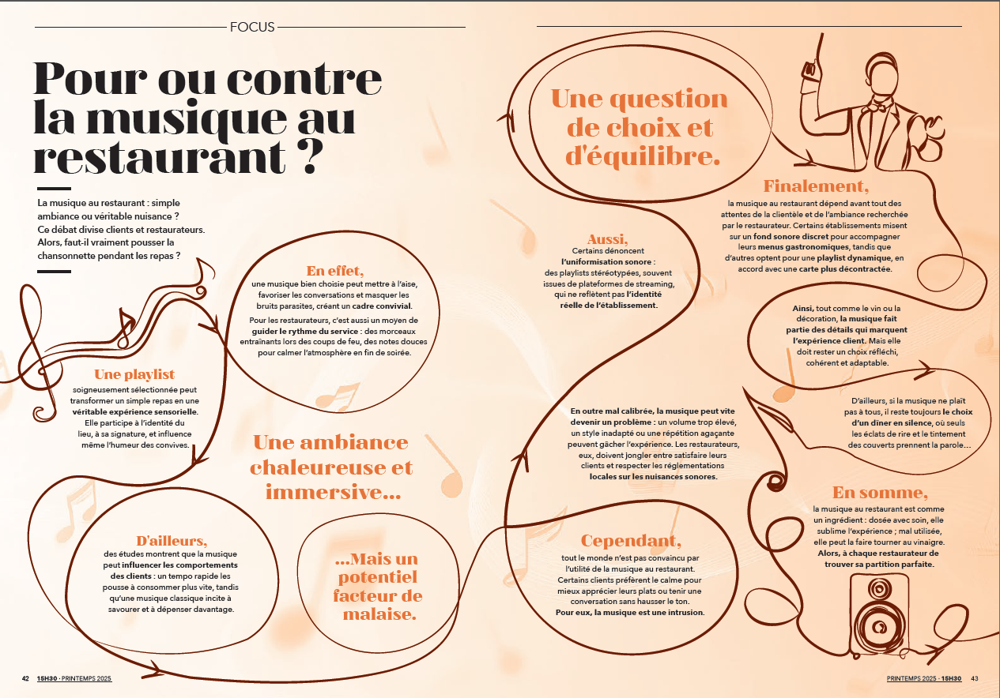 FOCUS
Pour ou contre
la musique au
restaurant ?
La musique au restaurant : simple
ambiance ou véritable nuisance ?
Ce débat divise clients et restaurateurs.
Alors, faut-il vraiment pousser la
chansonnette pendant les repas ?
Une playlist
soigneusement sélectionnée peut
transformer un simple repas en une
véritable expérience sensorielle.
Elle participe à l'identité du
lieu, à sa signature, et influence
même l'humeur des convives.
En effet,
une musique bien choisie peut mettre à l'aise,
favoriser les conversations et masquer les
bruits parasites, créant un cadre convivial.
Pour les restaurateurs, c'est aussi un moyen de
guider le rythme du service : des morceaux
entraînants lors des coups de feu, des notes douces
pour calmer l'atmosphère en fin de soirée.
Une ambiance
chaleureuse et
immersive...
D'ailleurs,
des études montrent que la musique
peut influencer les comportements
des clients : un tempo rapide les
pousse à consommer plus vite, tandis
qu'une musique classique incite à
savourer et à dépenser davantage.
...Mais un
potentiel
facteur de
malaise.
Cependant,
tout le monde n'est pas convaincu par
l'utilité de la musique au restaurant.
Certains clients préfèrent le calme pour
mieux apprécier leurs plats ou tenir une
conversation sans hausser le ton.
Pour eux, la musique est une intrusion.
En outre mal calibrée, la musique peut vite
devenir un problème : un volume trop élevé,
un style inadapté ou une répétition agaçante
peuvent gâcher l'expérience. Les restaurateurs,
eux, doivent jongler entre satisfaire leurs
clients et respecter les réglementations
locales sur les nuisances sonores.
Aussi,
Certains dénoncent
l'uniformisation sonore :
des playlists stéréotypées, souvent
issues de plateformes de streaming,
qui ne reflètent pas l'identité
réelle de l'établissement.
Une question
de choix et
d'équilibre.
Finalement,
la musique au restaurant dépend avant tout des
attentes de la clientèle et de l'ambiance recherchée
par le restaurateur. Certains établissements misent
sur un fond sonore discret pour accompagner
leurs menus gastronomiques, tandis que
d'autres optent pour une playlist dynamique, en
accord avec une carte plus décontractée.
Ainsi, tout comme le vin ou la
décoration, la musique fait
partie des détails qui marquent
l'expérience client. Mais elle
doit rester un choix réfléchi,
cohérent et adaptable.
D'ailleurs, si la musique ne plaît
pas à tous, il reste toujours le choix
d'un dîner en silence, où seuls
les éclats de rire et le tintement
des couverts prennent la parole...
En somme,
la musique au restaurant est comme
un ingrédient : dosée avec soin, elle
sublime l'expérience ; mal utilisée,
elle peut la faire tourner au vinaigre.
Alors, à chaque restaurateur de
trouver sa partition parfaite.
42 15H30 · PRINTEMPS 2025
PRINTEMPS 2025 · 15H30 43